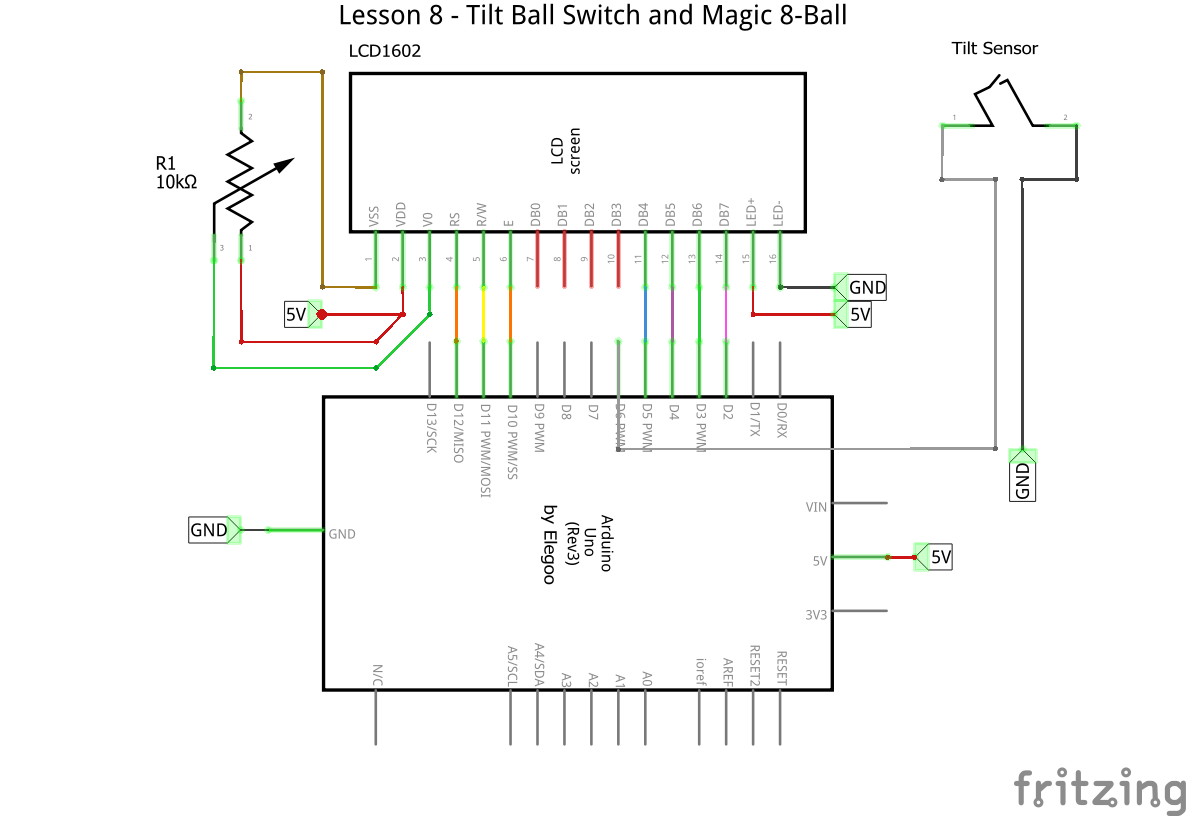 Lesson 8 - Tilt Ball Switch and Magic 8-Ball
LCD1602
Tilt Sensor
R1
10kΩ
2
3
1
LCD
screen
VSS
VDD
V0
RS
R/W
E
DB0
DB1
DB2
DB3
DB4
DB5
DB6
DB7
LED+
LED-
1
2
3
4
5
6
7
8
9
10
11
12
13
14
15
16
1
2
5V
GND
5V
GND
D13/SCK
D12/MISO
D11 PWM/MOSI
D10 PWM/SS
D9 PWM
D8
D7
D6 PWM
D5 PWM
D4
D3 PWM
D2
D1/TX
D0/RX
GND
GND
Arduino
Uno
(Rev3)
by Elegoo
VIN
5V
5V
3V3
N/C
A5/SCL
A4/SDA
A3
A2
A1
A0
ioref
AREF
RESET2
RESET
fritzing